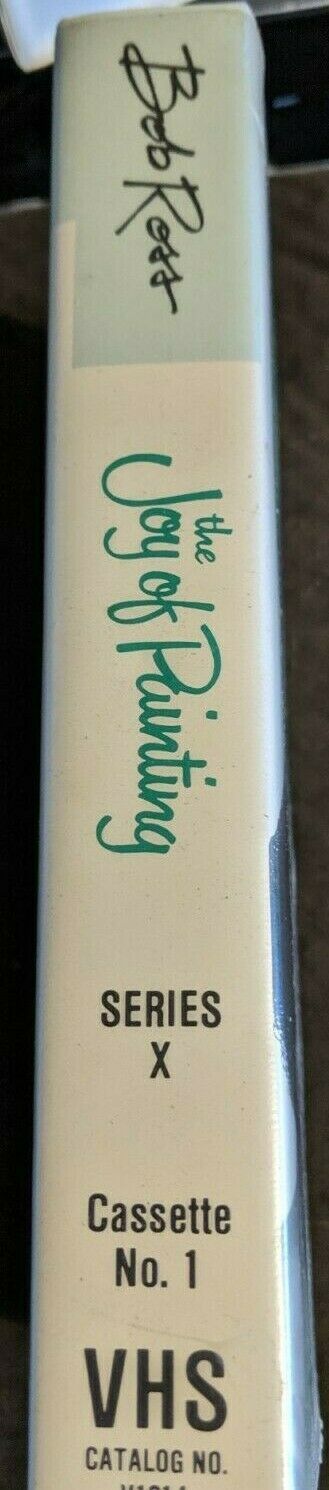 Bob Ross
the
Joy of Painting
SERIES
X
Cassette
No. 1
VHS
CATALOG NO.